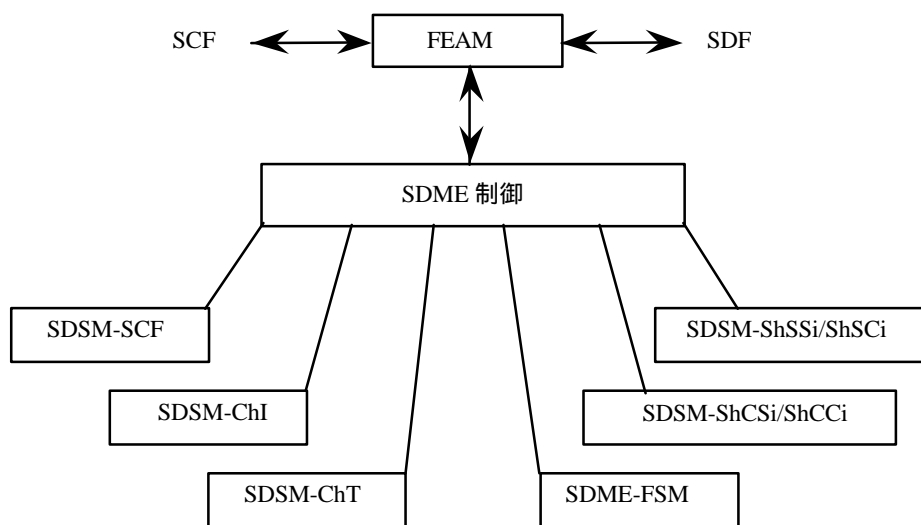 SCF
FEAM
SDF
SDME 制御
SDSM-SCF
SDSM-ShSSi/ShSCi
SDSM-ChI
SDSM-ShCSi/ShCCi
SDSM-ChT
SDME-FSM